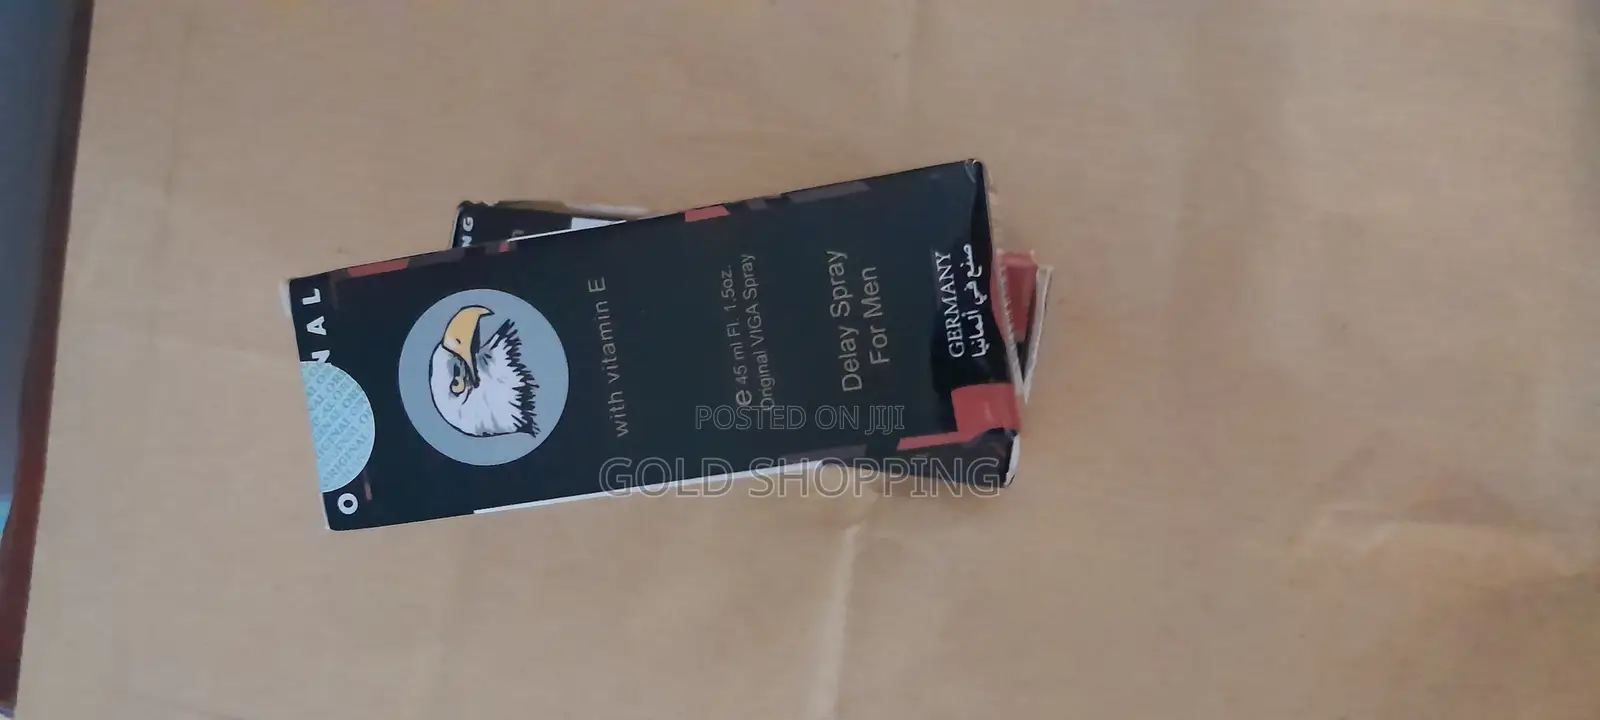 with vitamin E
e 45 ml Fl. 1.5oz.
Original VIGA Spray
Delay Spray
For Men
GERMANY
صنع في ألمانيا
POSTED ON JIJI
GOLD SHOPPING